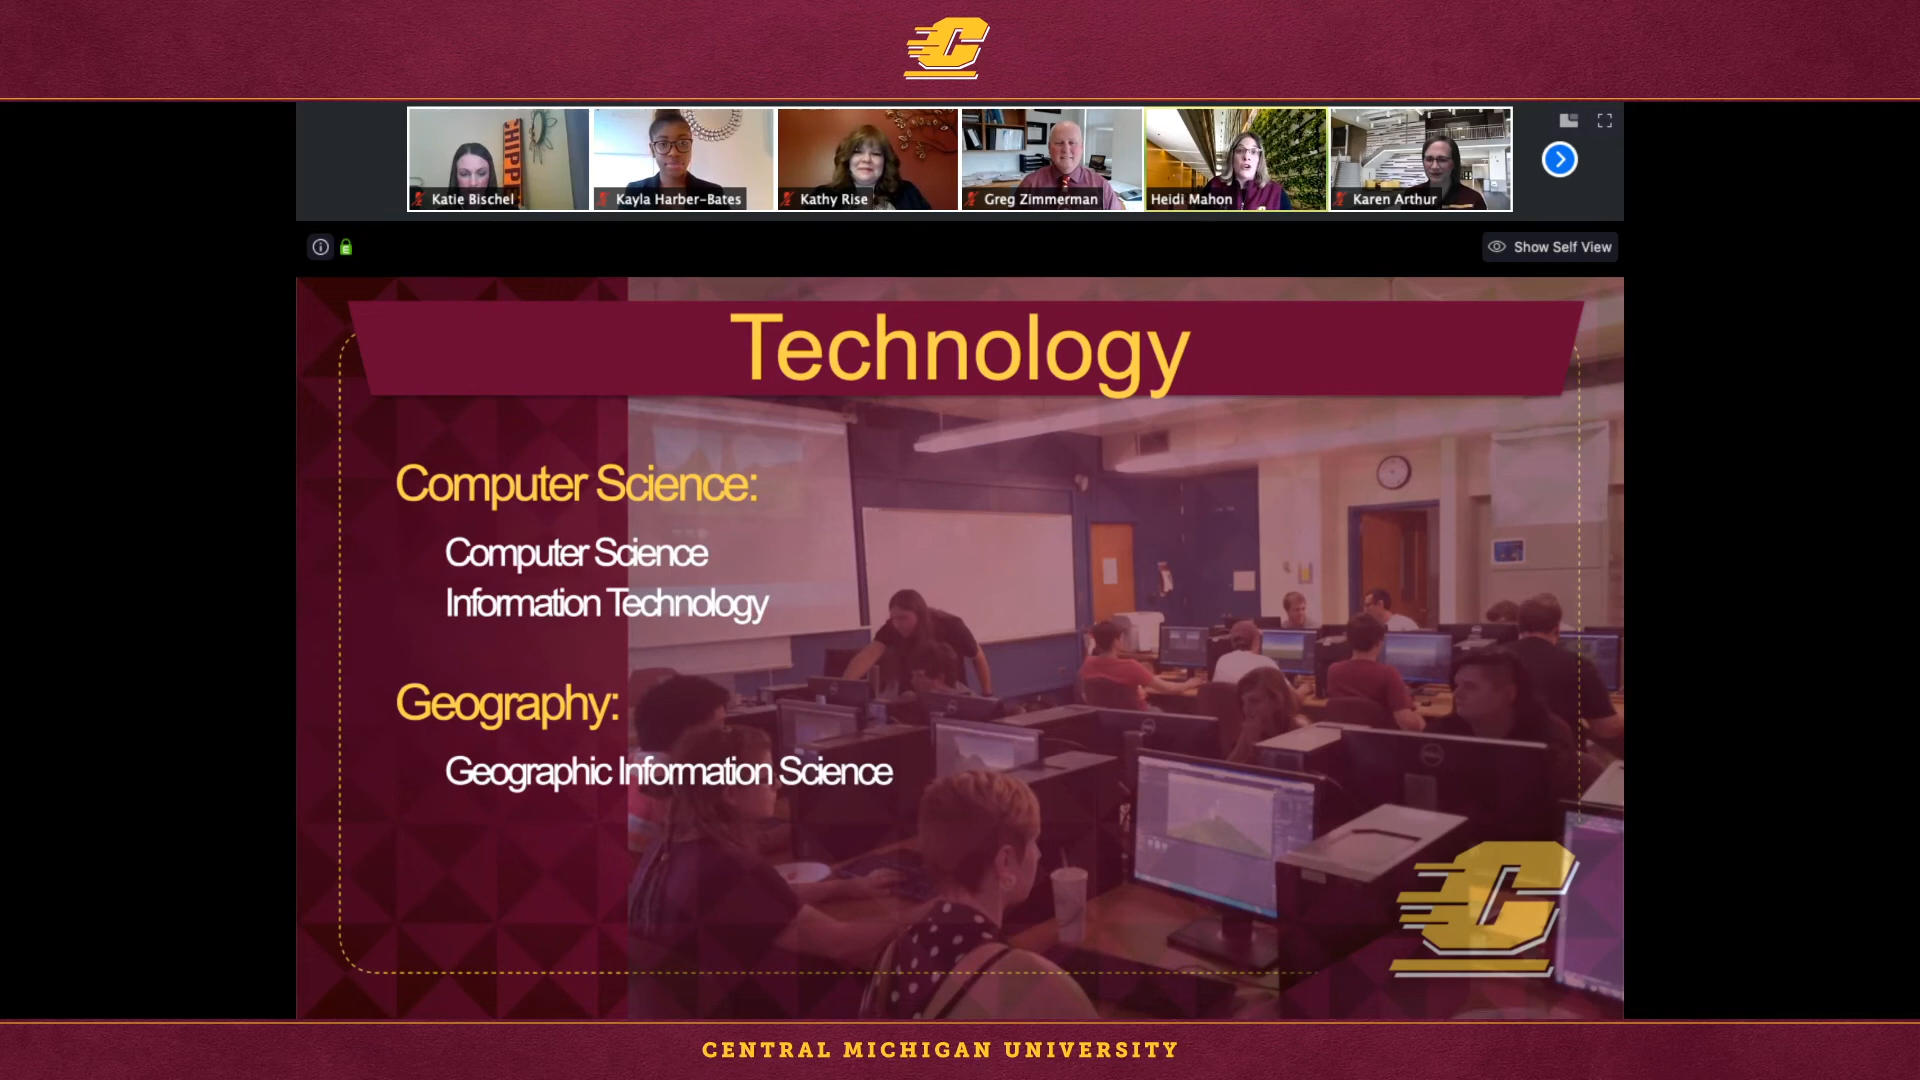 CHIPPE
Katie Bischel
Kayla Harber-Bates
Kathy Rise
Greg Zimmerman
Heidi Mahon
Karen Arthur
Show Self View
Technology
Computer Science:
Computer Science
Information Technology
Geography:
Geographic Information Science
C
CENTRAL MICHIGAN UNIVERSITY